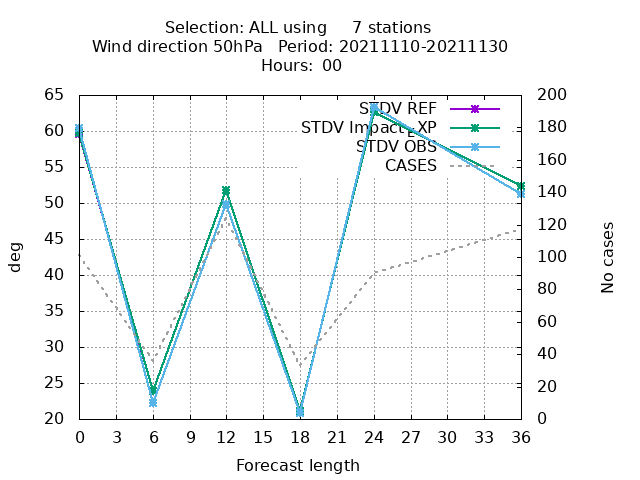 Selection: ALL using     7 stations
Wind direction 50hPa   Period: 20211110-20211130
Hours: 00
STDV REF
STDV Impact_EXP
STDV OBS
CASES
65
60
55
50
45
40
35
30
25
20
deg
200
180
160
140
120
100
80
60
40
20
0
No cases
0 3 6 9 12 15 18 21 24 27 30 33 36
Forecast length